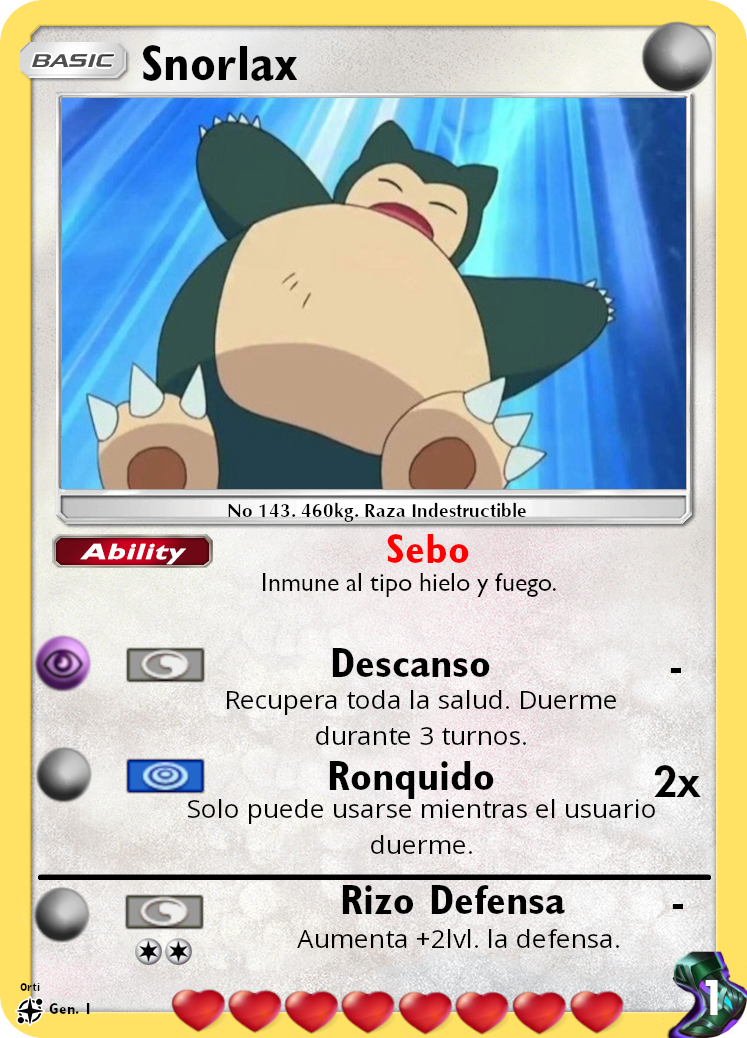 BASIC Snorlax
No 143. 460kg. Raza Indestructible
Ability Sebo
Inmune al tipo hielo y fuego.
Descanso -
Recupera toda la salud. Duerme
durante 3 turnos.
Ronquido 2x
Solo puede usarse mientras el usuario
duerme.
Rizo Defensa -
Aumenta +2lvl. la defensa.
Orti
Gen. I
1